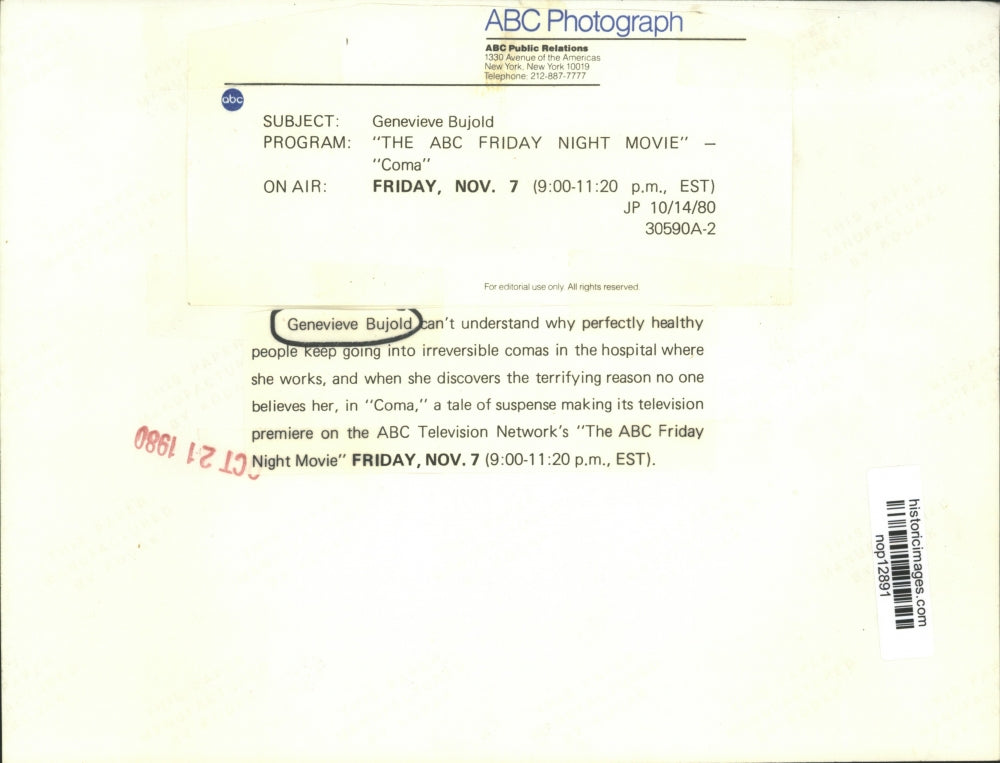 ABC Photograph
ABC Public Relations
1330 Avenue of the Americas
New York, New York 10019
Telephone: 212-887-7777
abc
SUBJECT: Genevieve Bujold
PROGRAM: "THE ABC FRIDAY NIGHT MOVIE" —
"Coma"
ON AIR: FRIDAY, NOV. 7 (9:00-11:20 p.m., EST)
JP 10/14/80
30590A-2
For editorial use only. All rights reserved.
Genevieve Bujold can't understand why perfectly healthy
people keep going into irreversible comas in the hospital where
she works, and when she discovers the terrifying reason no one
believes her, in "Coma," a tale of suspense making its television
premiere on the ABC Television Network's "The ABC Friday
Night Movie" FRIDAY, NOV. 7 (9:00-11:20 p.m., EST).
CT 21 1980
historicimages.com
nop12891
THIS PAPER
MANUFACTURED
BY KODAK